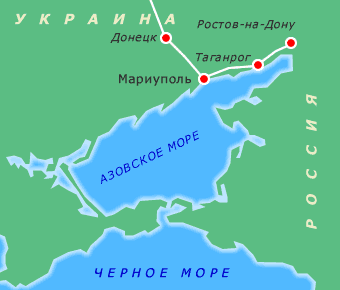 УКРАИНА
Ростов-на-Дону
Донецк
Таганрог
Мариуполь
РОССИЯ
АЗОВСКОЕ МОРЕ
ЧЕРНОЕ МОРЕ